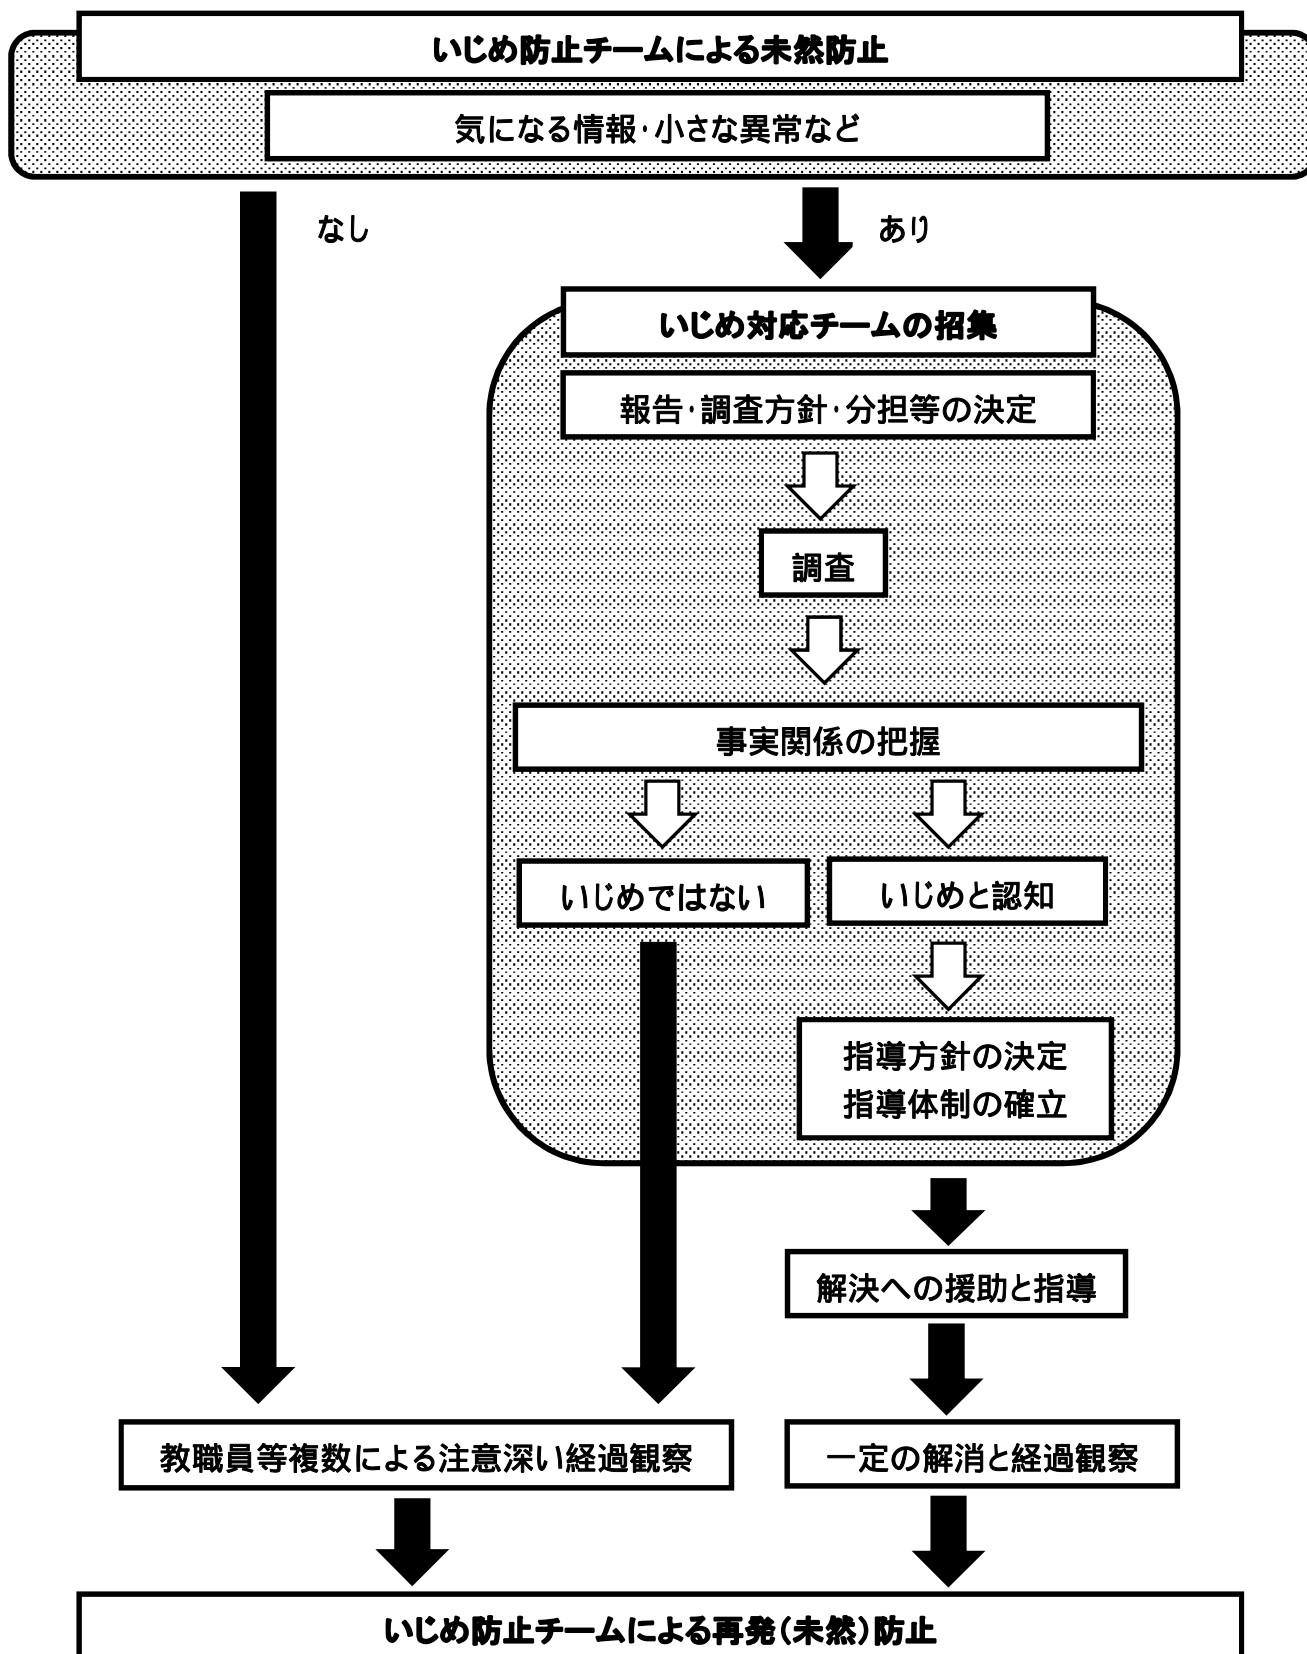 いじめ防止チームによる未然防止
気になる情報・小さな異常など
なし
あり
いじめ対応チームの招集
報告・調査方針・分担等の決定
調査
事実関係の把握
いじめではない
いじめと認知
指導方針の決定
指導体制の確立
解決への援助と指導
教職員等複数による注意深い経過観察
一定の解消と経過観察
いじめ防止チームによる再発(未然)防止